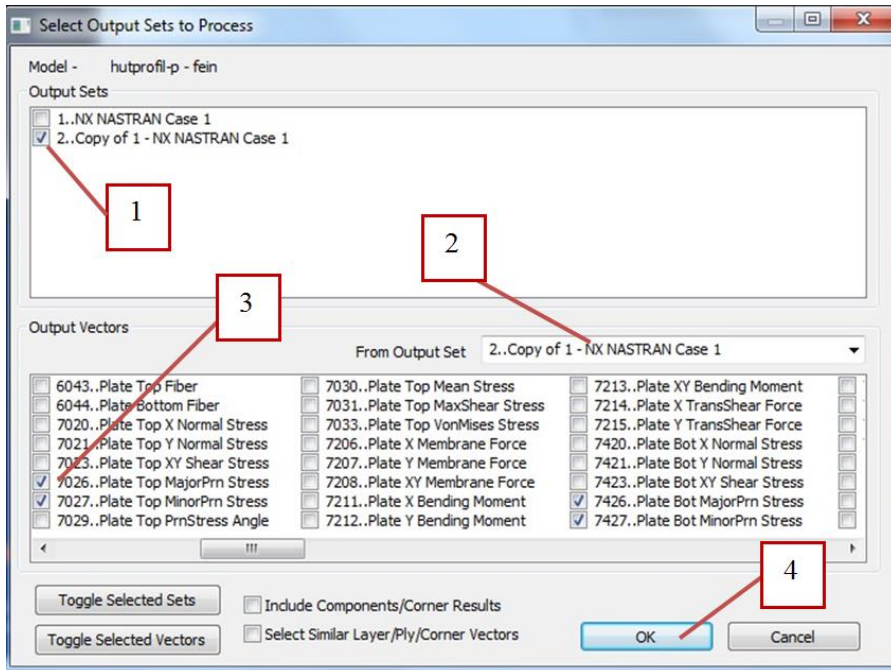 Select Output Sets to Process
Model - hutprofil-p - fein
Output Sets
1..NX NASTRAN Case 1
2..Copy of 1 - NX NASTRAN Case 1
1
2
3
Output Vectors
From Output Set 2..Copy of 1 - NX NASTRAN Case 1
6043..Plate Top Fiber
6044..Plate Bottom Fiber
7020..Plate Top X Normal Stress
7021..Plate Top Y Normal Stress
7023..Plate Top XY Shear Stress
7026..Plate Top MajorPrn Stress
7027..Plate Top MinorPrn Stress
7029..Plate Top PrnStress Angle
7030..Plate Top Mean Stress
7031..Plate Top MaxShear Stress
7033..Plate Top VonMises Stress
7206..Plate X Membrane Force
7207..Plate Y Membrane Force
7208..Plate XY Membrane Force
7211..Plate X Bending Moment
7212..Plate Y Bending Moment
7213..Plate XY Bending Moment
7214..Plate X TransShear Force
7215..Plate Y TransShear Force
7420..Plate Bot X Normal Stress
7421..Plate Bot Y Normal Stress
7423..Plate Bot XY Shear Stress
7426..Plate Bot MajorPrn Stress
7427..Plate Bot MinorPrn Stress
4
Toggle Selected Sets
Toggle Selected Vectors
Include Components/Corner Results
Select Similar Layer/Ply/Corner Vectors
OK
Cancel